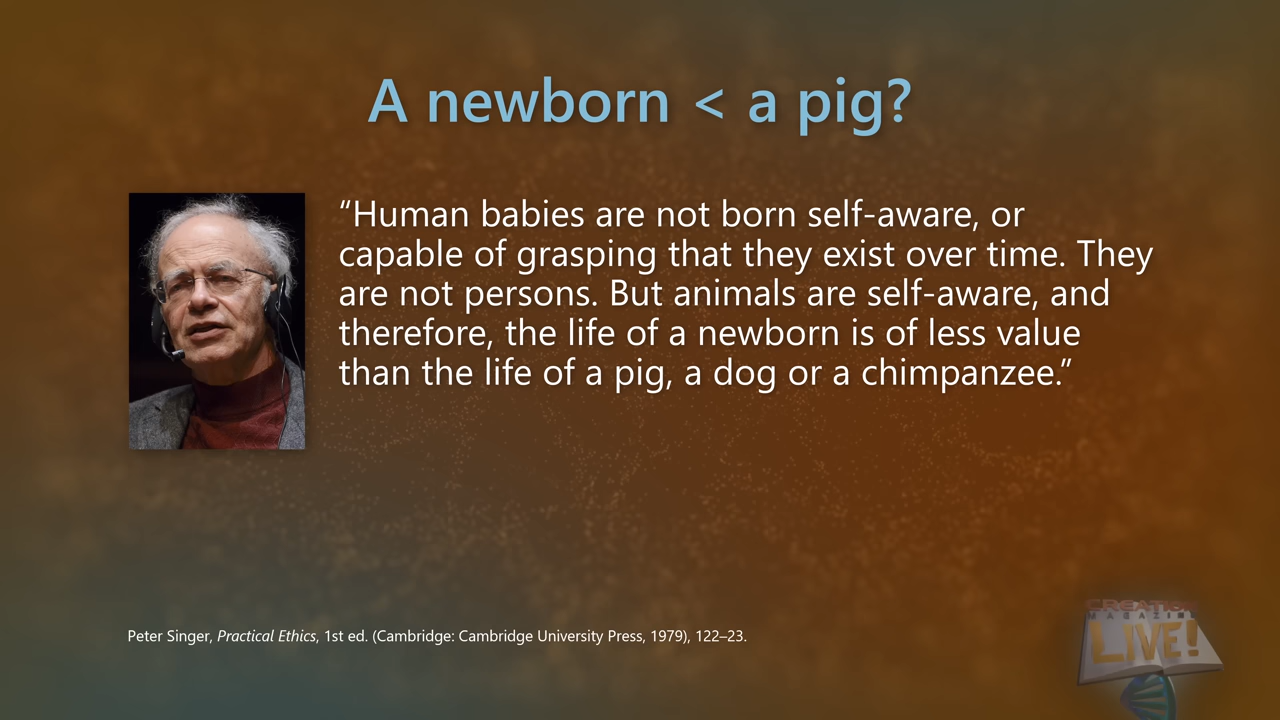 A newborn < a pig?
“Human babies are not born self-aware, or
capable of grasping that they exist over time. They
are not persons. But animals are self-aware, and
therefore, the life of a newborn is of less value
than the life of a pig, a dog or a chimpanzee.”
Peter Singer, Practical Ethics, 1st ed. (Cambridge: Cambridge University Press, 1979), 122–23.
CREATION
MAGAZINE
LIVE!